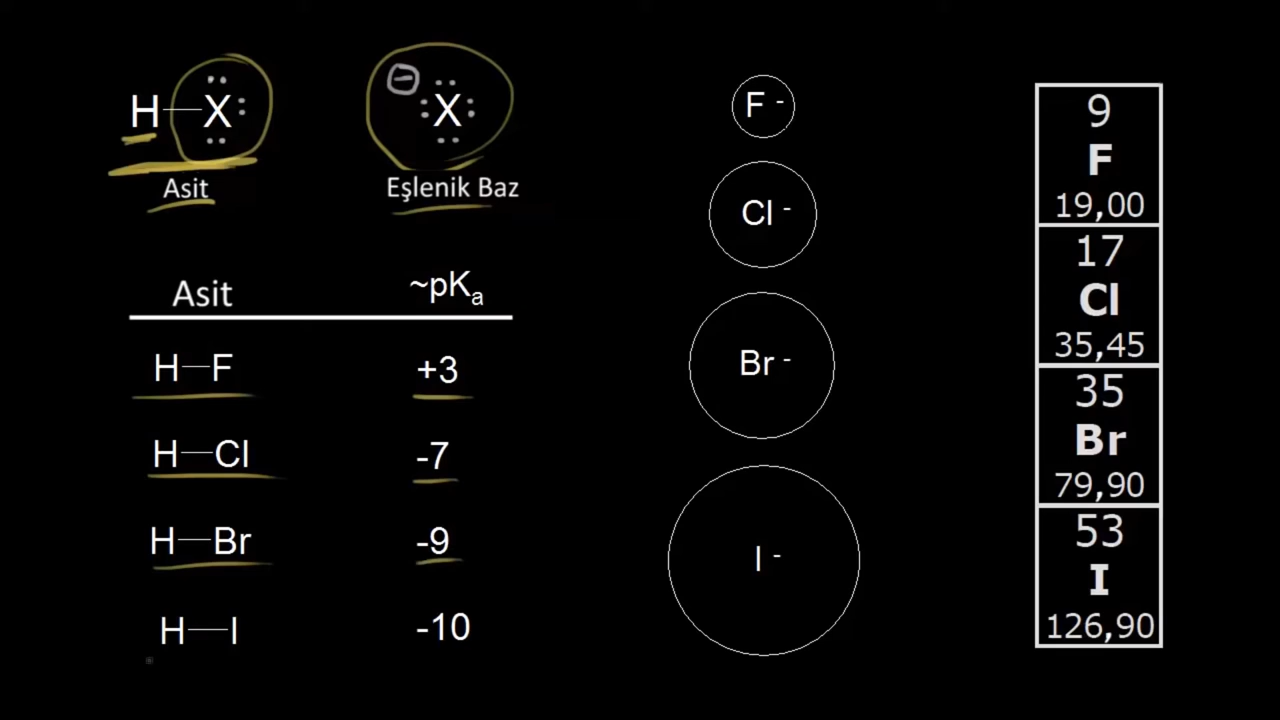 H—X
X
Asit
Eşlenik Baz
Asit ~pKa
H—F +3
H—Cl -7
H—Br -9
H—I -10
F -
Cl -
Br -
I -
9
F
19,00
17
Cl
35,45
35
Br
79,90
53
I
126,90